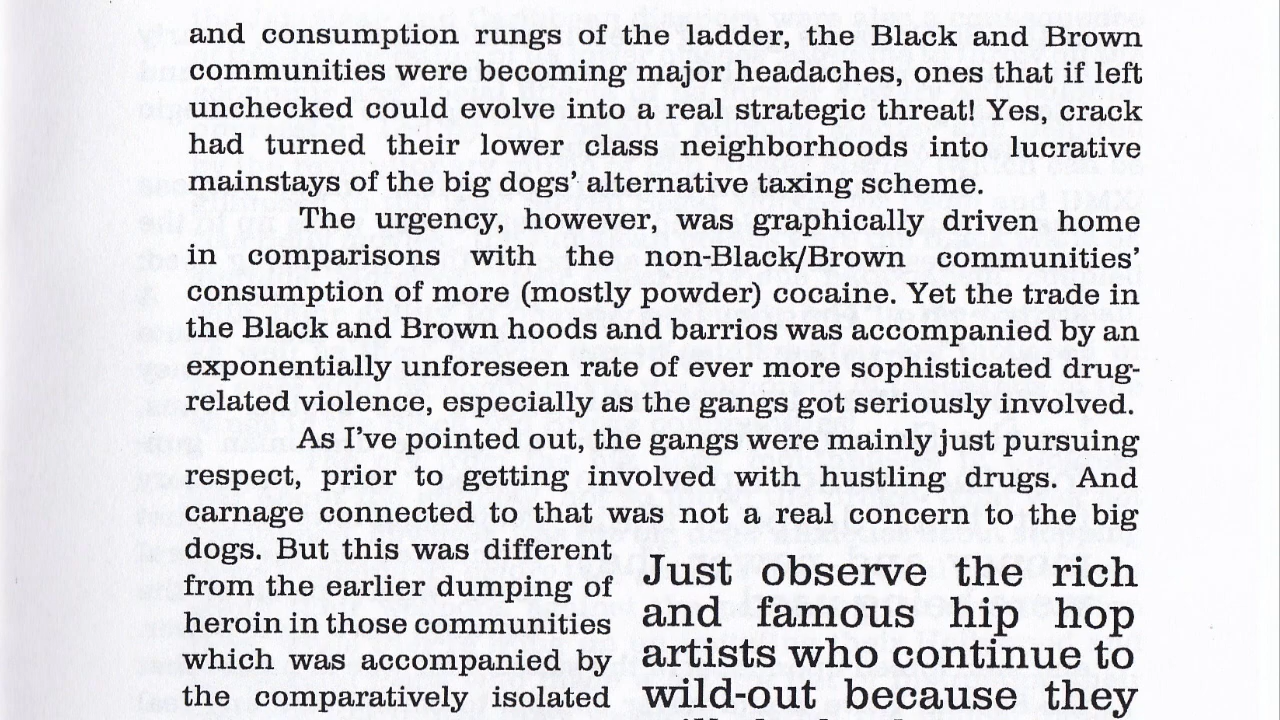 and consumption rungs of the ladder, the Black and Brown
communities were becoming major headaches, ones that if left
unchecked could evolve into a real strategic threat! Yes, crack
had turned their lower class neighborhoods into lucrative
mainstays of the big dogs’ alternative taxing scheme.
The urgency, however, was graphically driven home
in comparisons with the non-Black/Brown communities’
consumption of more (mostly powder) cocaine. Yet the trade in
the Black and Brown hoods and barrios was accompanied by an
exponentially unforeseen rate of ever more sophisticated drug-
related violence, especially as the gangs got seriously involved.
As I’ve pointed out, the gangs were mainly just pursuing
respect, prior to getting involved with hustling drugs. And
carnage connected to that was not a real concern to the big
dogs. But this was different
from the earlier dumping of
heroin in those communities
which was accompanied by
the comparatively isolated
Just observe the rich
and famous hip hop
artists who continue to
wild-out because they